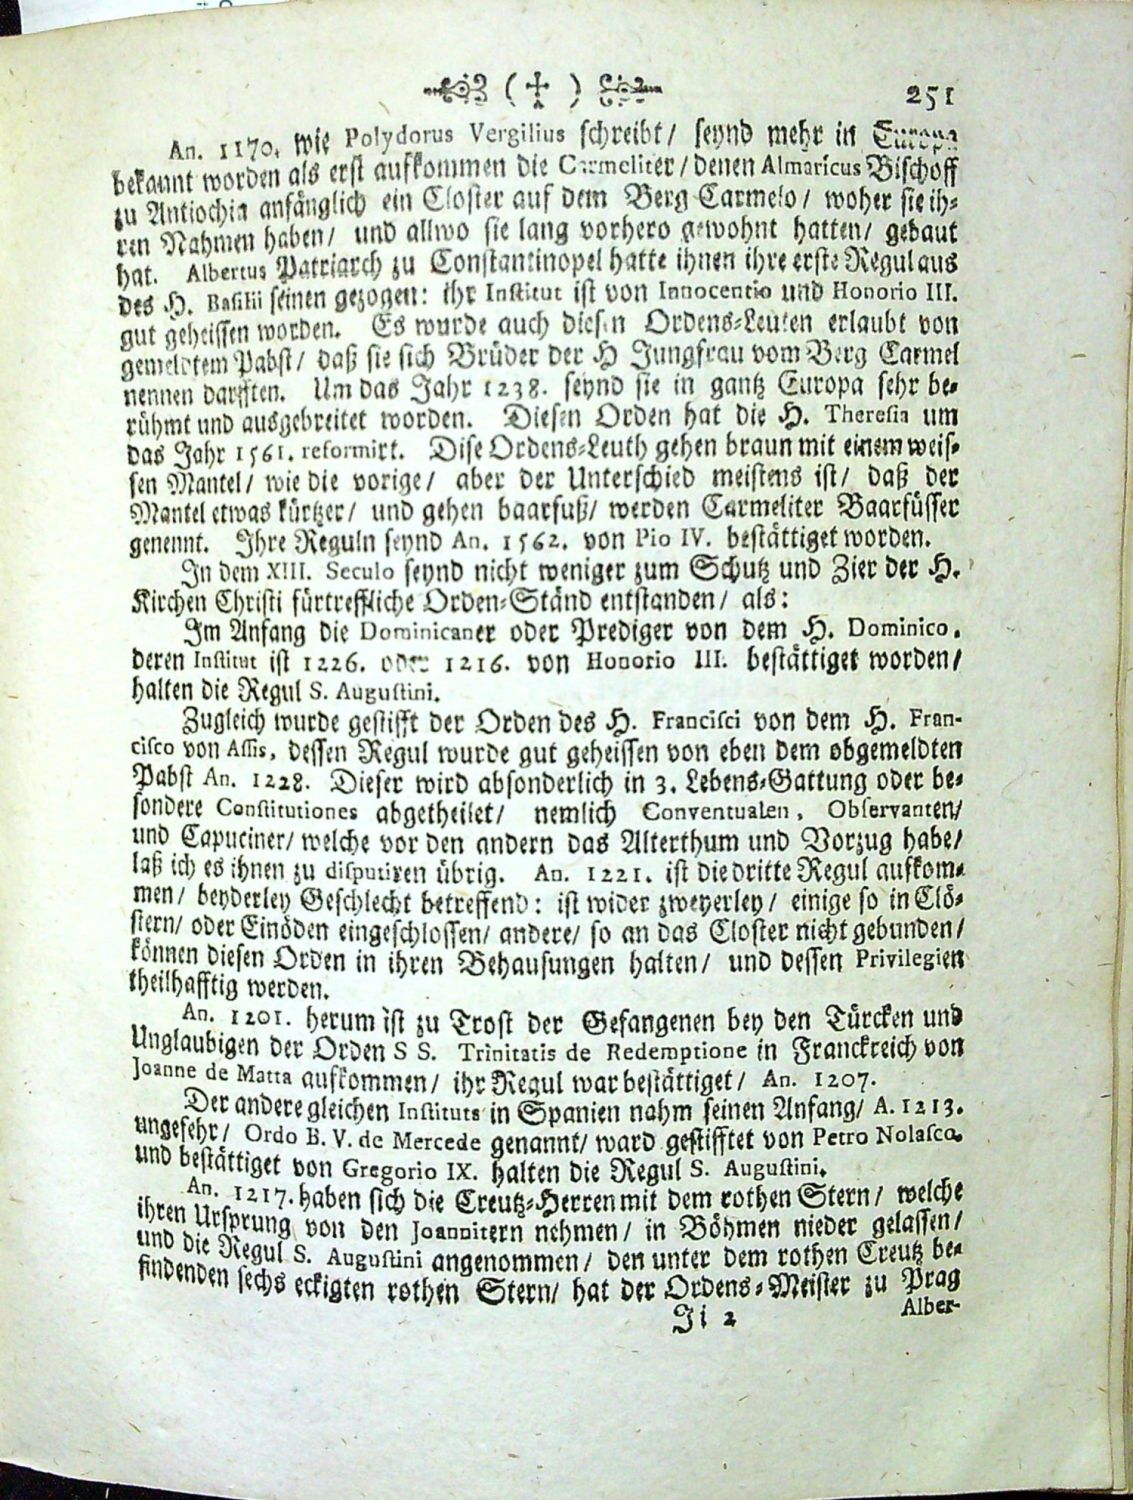 ( ✢ ) 251
An. 1170. wie Polydorus Vergilius schreibt/ seynd mehr in Europa
bekannt worden als erst aufkommen die Carmeliter/ denen Almaricus Bischoff
zu Antiochia anfänglich ein Closter auf dem Berg Carmelo/ woher sie ih-
ren Nahmen haben/ und allwo sie lang vorhero gewohnt hatten/ gebaut
hat. Albertus Patriarch zu Constantinopel hatte ihnen ihre erste Regul aus
des H. Basilii seinen gezogen: ihr Institut ist von Innocentio und Honorio III.
gut geheissen worden. Es wurde auch diesen Ordens-Leuten erlaubt von
gemeldtem Pabst/ daß sie sich Brüder der H Jungfrau vom Berg Carmel
nennen darfften. Um das Jahr 1238. seynd sie in gantz Europa sehr be-
rühmt und ausgebreitet worden. Diesen Orden hat die H. Theresia um
das Jahr 1561. reformirt. Dise Ordens-Leuth gehen braun mit einem weis-
sen Mantel/ wie die vorige/ aber der Unterschied meistens ist/ daß der
Mantel etwas kürtzer/ und gehen baarfuß/ werden Carmeliter Baarfüsser
genennt. Ihre Reguln seynd An. 1562. von Pio IV. bestättiget worden.
In dem XIII. Seculo seynd nicht weniger zum Schutz und Zier der H.
Kirchen Christi fürtreffliche Orden-Ständ entstanden/ als:
Im Anfang die Dominicaner oder Prediger von dem H. Dominico.
deren Institut ist 1226. oder 1216. von Honorio III. bestättiget worden/
halten die Regul S. Augustini.
Zugleich wurde gestifft der Orden des H. Francisci von dem H. Fran-
cisco von Assis, dessen Regul wurde gut geheissen von eben dem obgemeldten
Pabst An. 1228. Dieser wird absonderlich in 3. Lebens-Gattung oder be-
sondere Constitutiones abgetheilet/ nemlich Conventualen, Observanten/
und Caputiner/ welche vor den andern das Alterthum und Vorzug habe/
laß ich es ihnen zu disputiren übrig. An. 1221. ist die dritte Regul aufkom-
men/ beyderley Geschlecht betreffend: ist wider zweyerley/ einige so in Clö-
stern/ oder Einöden eingeschlossen/ andere/ so an das Closter nicht gebunden/
können diesen Orden in ihren Behausungen halten/ und dessen Privilegien
theilhafftig werden.
An. 1201. herum ist zu Trost der Gefangenen bey den Türcken und
Unglaubigen der Orden S S. Trinitatis de Redemptione in Franckreich von
Joanne de Matta aufkommen/ ihr Regul war bestättiget/ An. 1207.
Der andere gleichen Instituts in Spanien nahm seinen Anfang/ A. 1213.
ungefehr/ Ordo B. V. de Mercede genannt/ ward gestifftet von Petro Nolasco.
und bestättiget von Gregorio IX. halten die Regul S. Augustini.
An. 1217. haben sich die Creutz-Herren mit dem rothen Stern/ welche
ihren Ursprung von den Joannitern nehmen/ in Böhmen nieder gelassen/
und die Regul S. Augustini angenommen/ den unter dem rothen Creutz be-
findenden sechs eckigten rothen Stern/ hat der Ordens-Meister zu Prag
Ji 2 Alber-